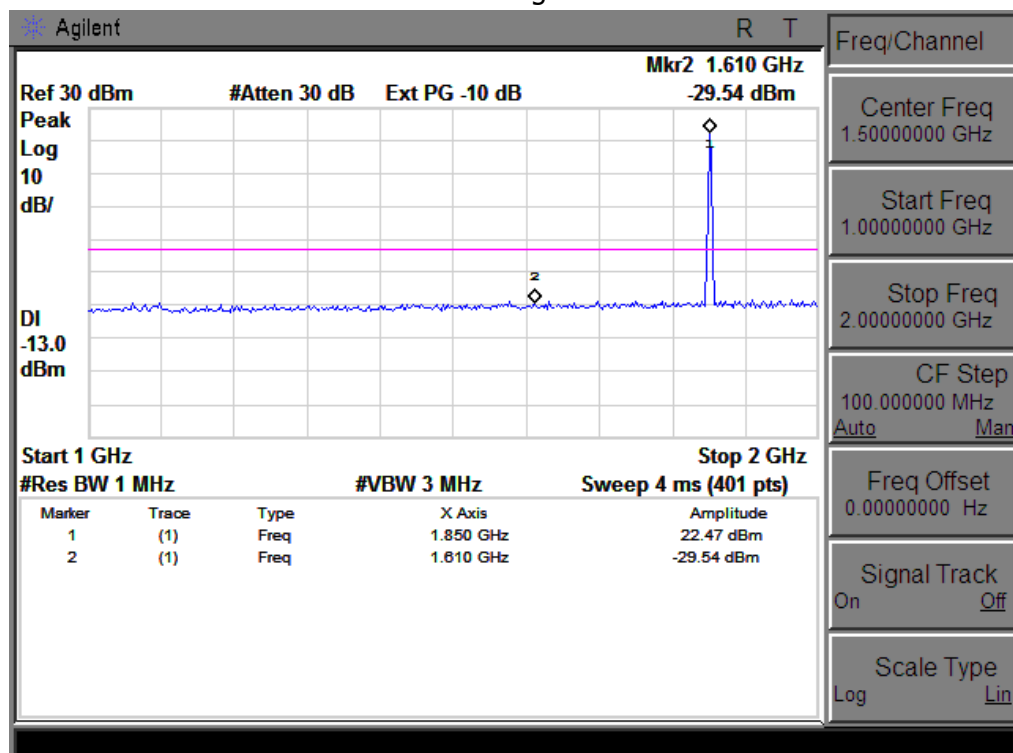 Agilent R T
Freq/Channel
Mkr2 1.610 GHz
Ref 30 dBm #Atten 30 dB Ext PG -10 dB -29.54 dBm
Peak
Log
10
dB/
1
2
DI
-13.0
dBm
Start 1 GHz Stop 2 GHz
#Res BW 1 MHz #VBW 3 MHz Sweep 4 ms (401 pts)
Marker Trace Type X Axis Amplitude
1 (1) Freq 1.850 GHz 22.47 dBm
2 (1) Freq 1.610 GHz -29.54 dBm
Center Freq
1.50000000 GHz
Start Freq
1.00000000 GHz
Stop Freq
2.00000000 GHz
CF Step
100.000000 MHz
Auto Man
Freq Offset
0.00000000 Hz
Signal Track
On Off
Scale Type
Log Lin